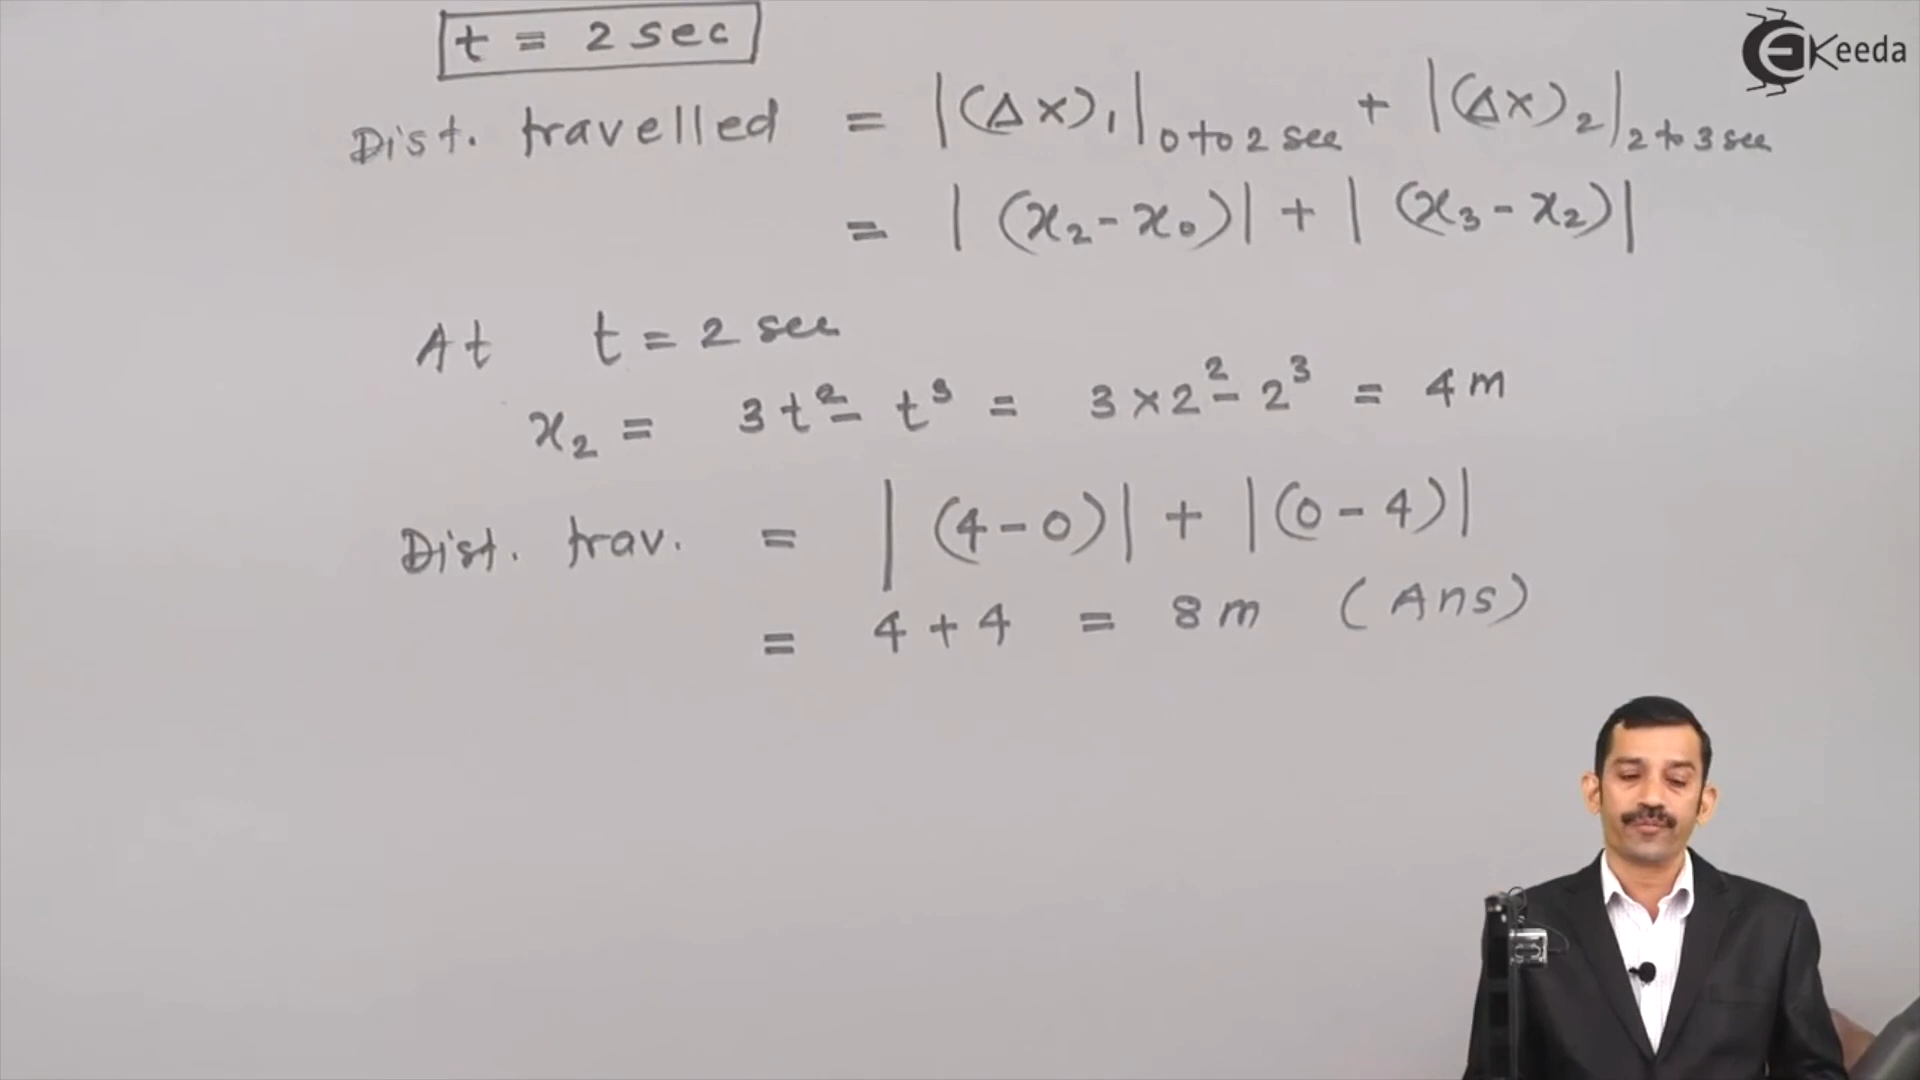 t = 2 sec
EKeeda
Dist. travelled = |(Δx)₁| 0 to 2 sec + |(Δx)₂| 2 to 3 sec
= |(x₂ - x₀)| + |(x₃ - x₂)|
At t = 2 sec
x₂ = 3t² - t³ = 3×2² - 2³ = 4m
Dist. trav. = |(4-0)| + |(0-4)|
= 4+4 = 8m (Ans)